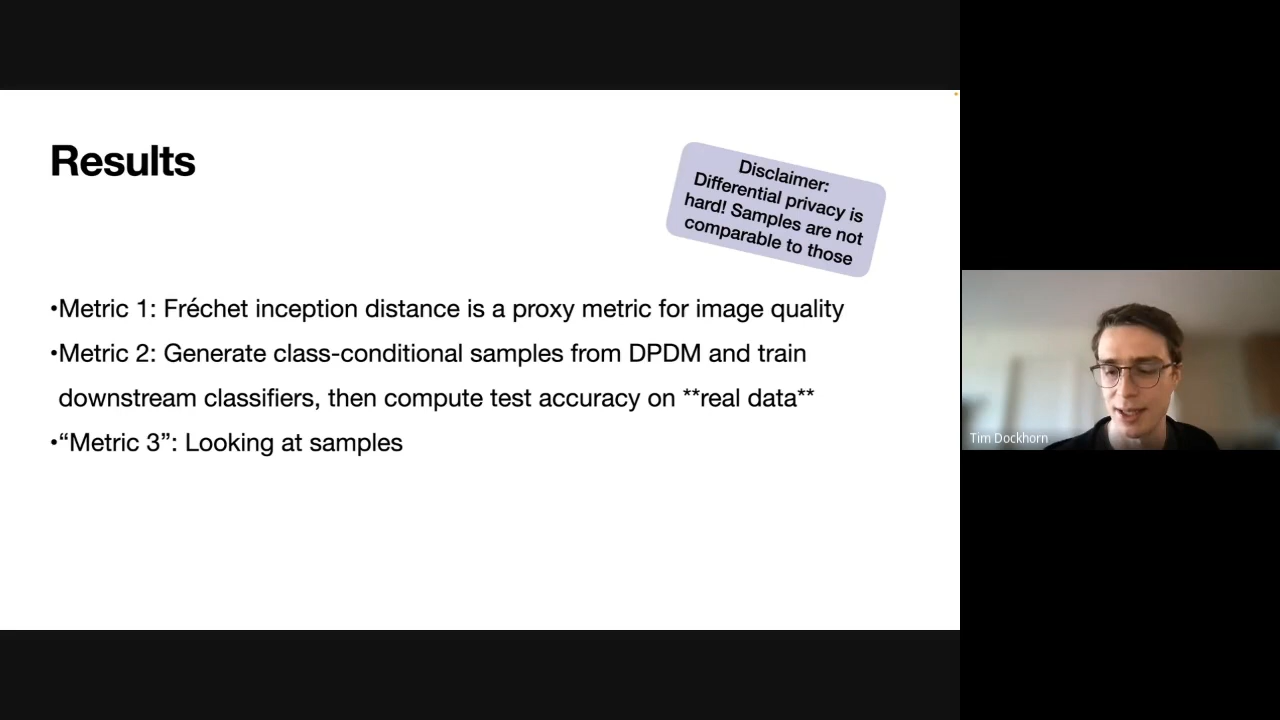 Results
Disclaimer:
Differential privacy is
hard! Samples are not
comparable to those
•Metric 1: Fréchet inception distance is a proxy metric for image quality
•Metric 2: Generate class-conditional samples from DPDM and train
downstream classifiers, then compute test accuracy on **real data**
•“Metric 3”: Looking at samples
Tim Dockhorn